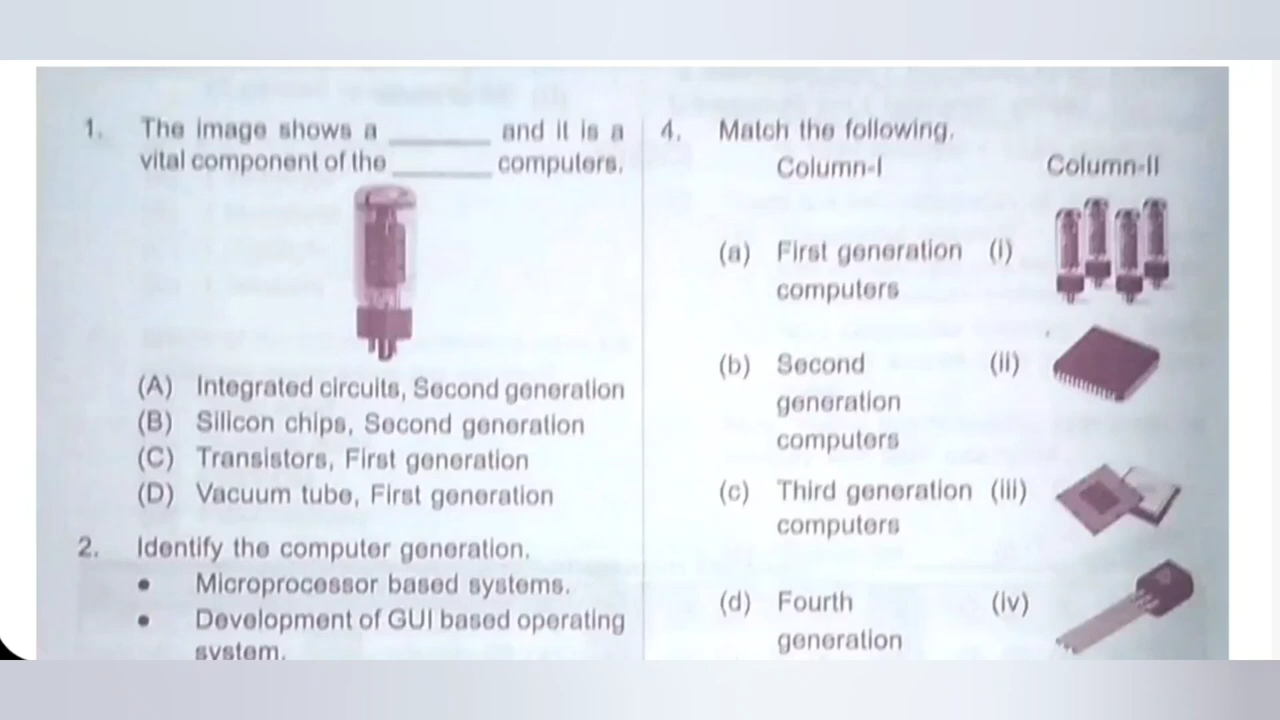 1. The image shows a _______ and it is a
vital component of the _______ computers.
(A) Integrated circuits, Second generation
(B) Silicon chips, Second generation
(C) Transistors, First generation
(D) Vacuum tube, First generation
2. Identify the computer generation.
• Microprocessor based systems.
• Development of GUI based operating
system.
4. Match the following.
Column-I Column-II
(a) First generation (i)
computers
(b) Second (ii)
generation
computers
(c) Third generation (iii)
computers
(d) Fourth (iv)
generation